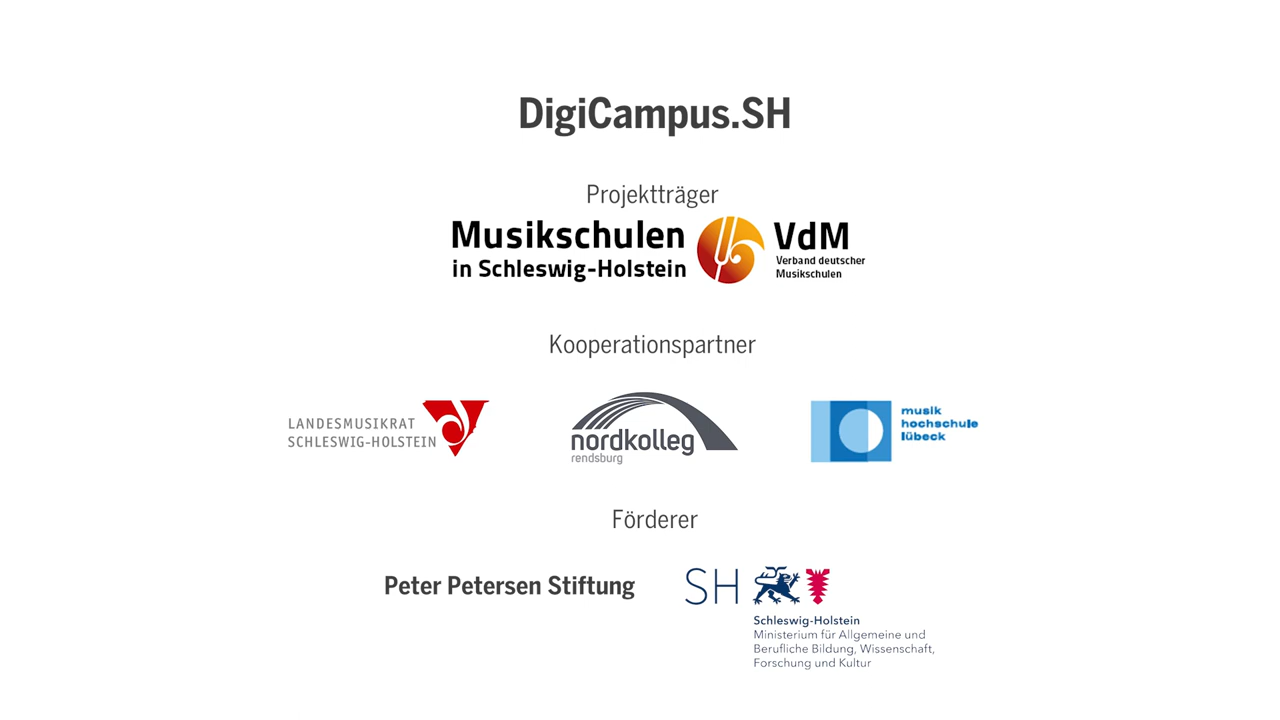 DigiCampus.SH
Projektträger
Musikschulen
in Schleswig-Holstein
VdM
Verband deutscher
Musikschulen
Kooperationspartner
LANDESMUSIKRAT
SCHLESWIG-HOLSTEIN
nordkolleg
rendsburg
musik
hochschule
lübeck
Förderer
Peter Petersen Stiftung
SH
Schleswig-Holstein
Ministerium für Allgemeine und
Berufliche Bildung, Wissenschaft,
Forschung und Kultur